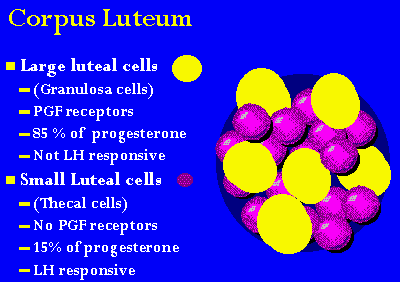 Corpus Luteum
Large luteal cells
(Granulosa cells)
PGF receptors
85 % of progesterone
Not LH responsive
Small Luteal cells
(Thecal cells)
No PGF receptors
15% of progesterone
LH responsive